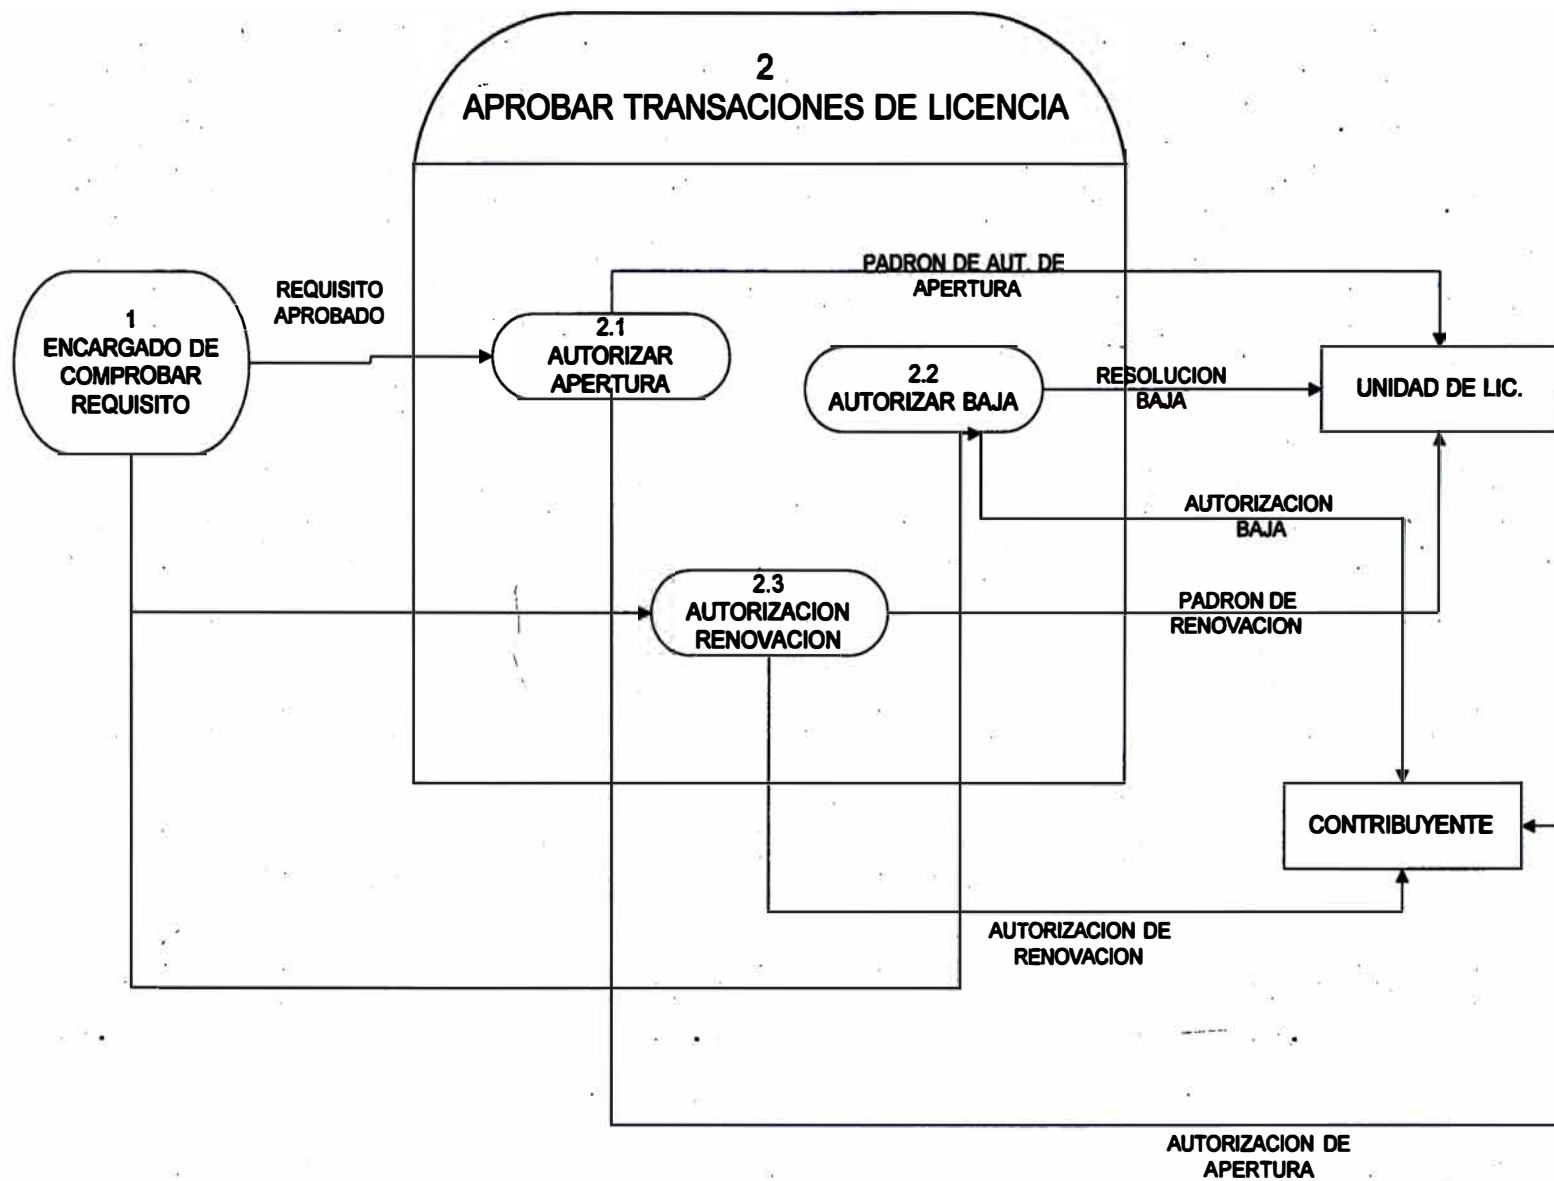 2
APROBAR TRANSACIONES DE LICENCIA
PADRON DE AUT. DE
APERTURA
REQUISITO
APROBADO
1
ENCARGADO DE
COMPROBAR
REQUISITO
2.1
AUTORIZAR
APERTURA
2.2
AUTORIZAR BAJA
RESOLUCION
BAJA
UNIDAD DE LIC.
AUTORIZACION
BAJA
2.3
AUTORIZACION
RENOVACION
PADRON DE
RENOVACION
CONTRIBUYENTE
AUTORIZACION DE
RENOVACION
AUTORIZACION DE
APERTURA